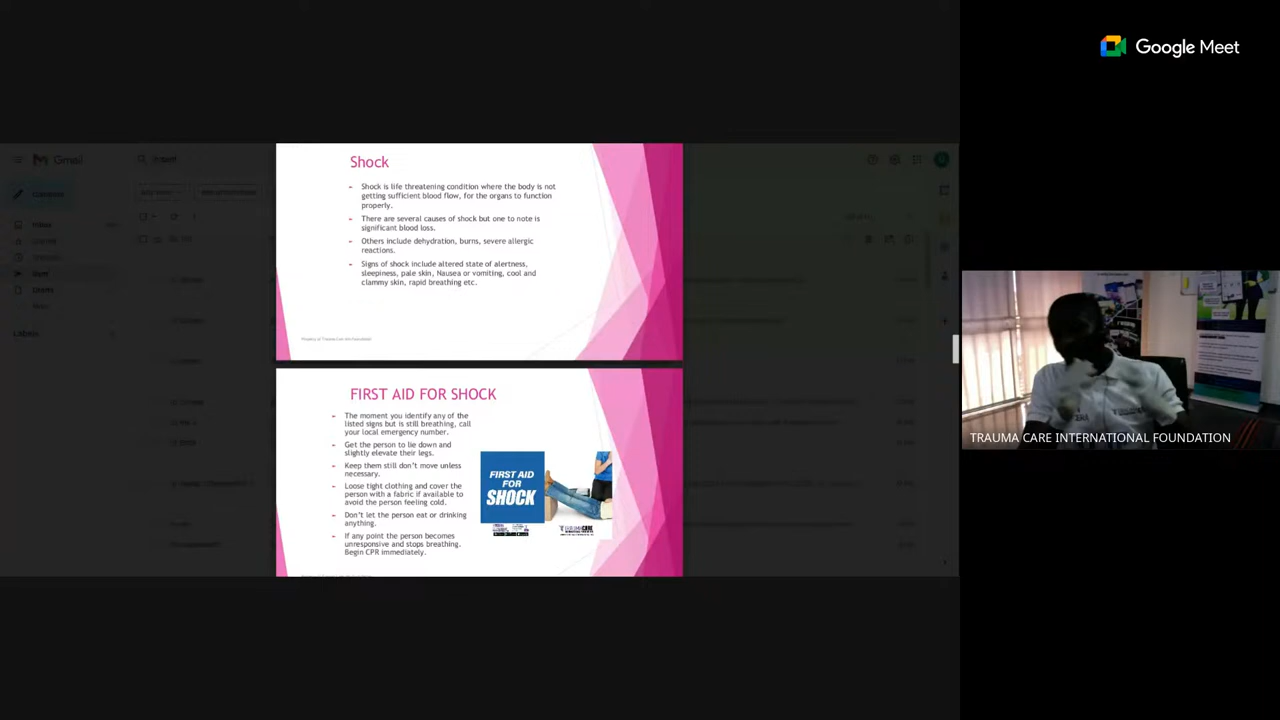 Google Meet
Gmail
Shock
Shock is life threatening condition where the body is not
getting sufficient blood flow, for the organs to function
properly.
There are several causes of shock but one to note is
significant blood loss.
Others include dehydration, burns, severe allergic
reactions.
Signs of shock include altered state of alertness,
sleepiness, pale skin, Nausea or vomiting, cool and
clammy skin, rapid breathing etc.
FIRST AID FOR SHOCK
The moment you identify any of the
listed signs but is still breathing, call
your local emergency number.
Get the person to lie down and
slightly elevate their legs.
Keep them still don't move unless
necessary.
Loose tight clothing and cover the
person with a fabric if available to
avoid the person feeling cold.
Don't let the person eat or drinking
anything.
If any point the person becomes
unresponsive and stops breathing.
Begin CPR immediately.
FIRST AID
FOR
SHOCK
Labels
TRAUMA CARE INTERNATIONAL FOUNDATION